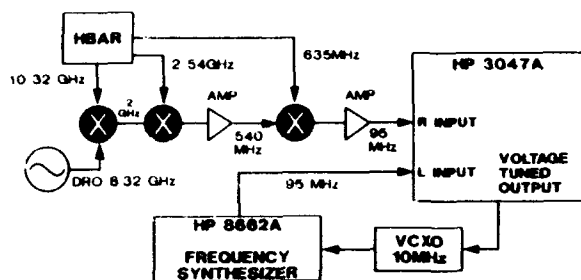 HBAR
10 32 GHz
2 54GHz
635MHz
HP 3047A
2
GHz
AMP
AMP
540
MHz
95
MHz
R INPUT
L INPUT
VOLTAGE
TUNED
OUTPUT
DRO 8 32 GHz
95 MHz
HP 8662A
FREQUENCY
SYNTHESIZER
VCXO
10MHz